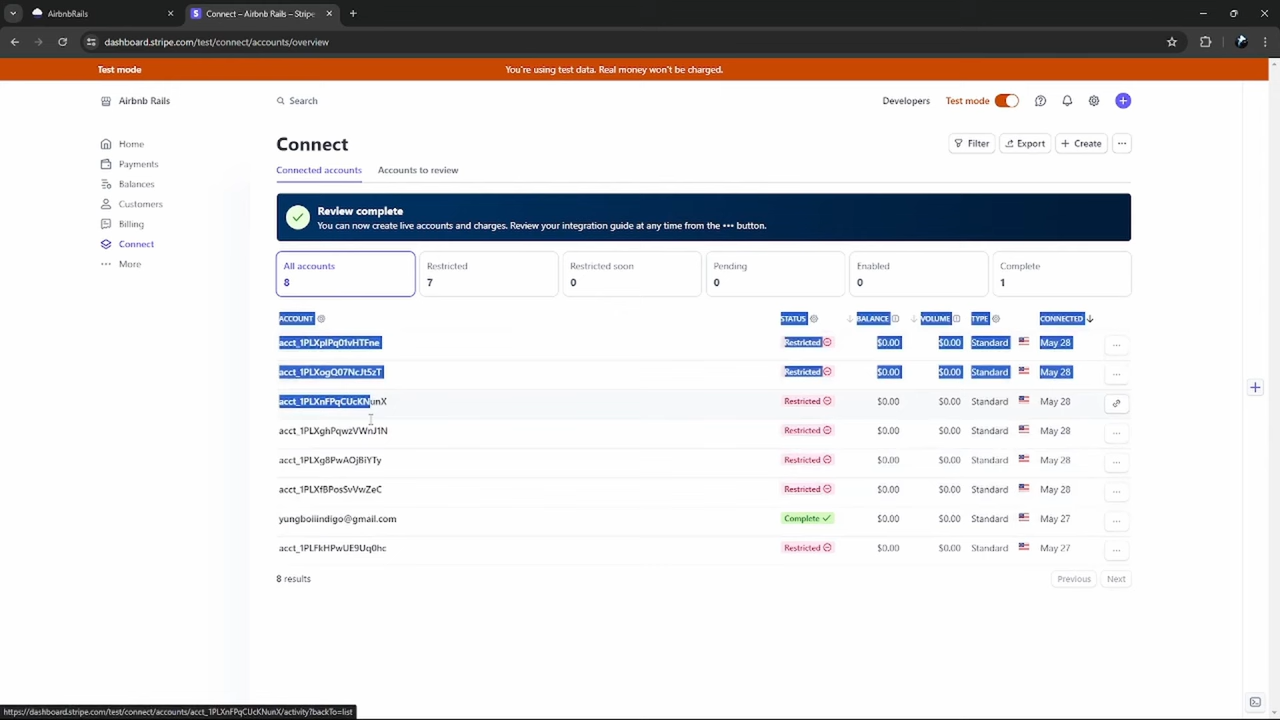 AirbnbRails
Connect – Airbnb Rails – Stripe
dashboard.stripe.com/test/connect/accounts/overview
Test mode You're using test data. Real money won't be charged.
Airbnb Rails Search Developers Test mode
Home
Payments
Balances
Customers
Billing
Connect
More
Connect Filter Export Create
Connected accounts Accounts to review
Review complete
You can now create live accounts and charges. Review your integration guide at any time from the ••• button.
All accounts Restricted Restricted soon Pending Enabled Complete
8 7 0 0 0 1
ACCOUNT STATUS BALANCE VOLUME TYPE CONNECTED
acct_1PLXpIPq01vHTFne Restricted $0.00 $0.00 Standard May 28
acct_1PLXogQ07NcJt5zT Restricted $0.00 $0.00 Standard May 28
acct_1PLXnFPqCUcKNunX Restricted $0.00 $0.00 Standard May 28
acct_1PLXghPqwzVWnJ1N Restricted $0.00 $0.00 Standard May 28
acct_1PLXg8PwAOjBiYTy Restricted $0.00 $0.00 Standard May 28
acct_1PLXfBPosSvVwZeC Restricted $0.00 $0.00 Standard May 28
yungboiiindigo@gmail.com Complete $0.00 $0.00 Standard May 27
acct_1PLFkHPwUE9Uq0hc Restricted $0.00 $0.00 Standard May 27
8 results Previous Next
https://dashboard.stripe.com/test/connect/accounts/acct_1PLXnFPqCUcKNunX/activity?backTo=list